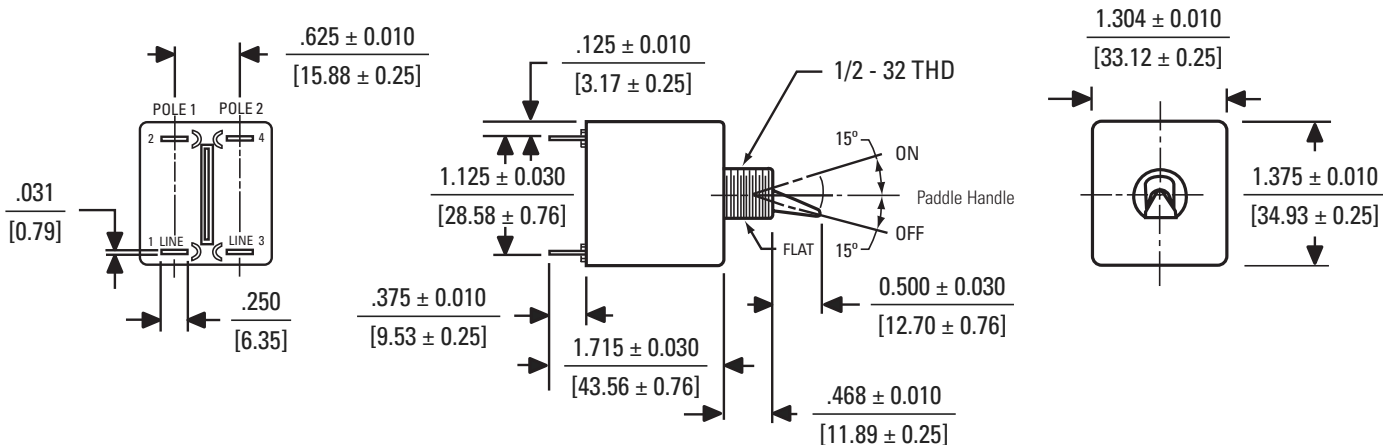 .625 ± 0.010
[15.88 ± 0.25]
POLE 1
POLE 2
2
4
.031
[0.79]
1
LINE
LINE
3
.250
[6.35]
.125 ± 0.010
[3.17 ± 0.25]
1/2 - 32 THD
15º
ON
1.125 ± 0.030
[28.58 ± 0.76]
Paddle Handle
OFF
FLAT
15º
.375 ± 0.010
[9.53 ± 0.25]
0.500 ± 0.030
[12.70 ± 0.76]
1.715 ± 0.030
[43.56 ± 0.76]
.468 ± 0.010
[11.89 ± 0.25]
1.304 ± 0.010
[33.12 ± 0.25]
1.375 ± 0.010
[34.93 ± 0.25]